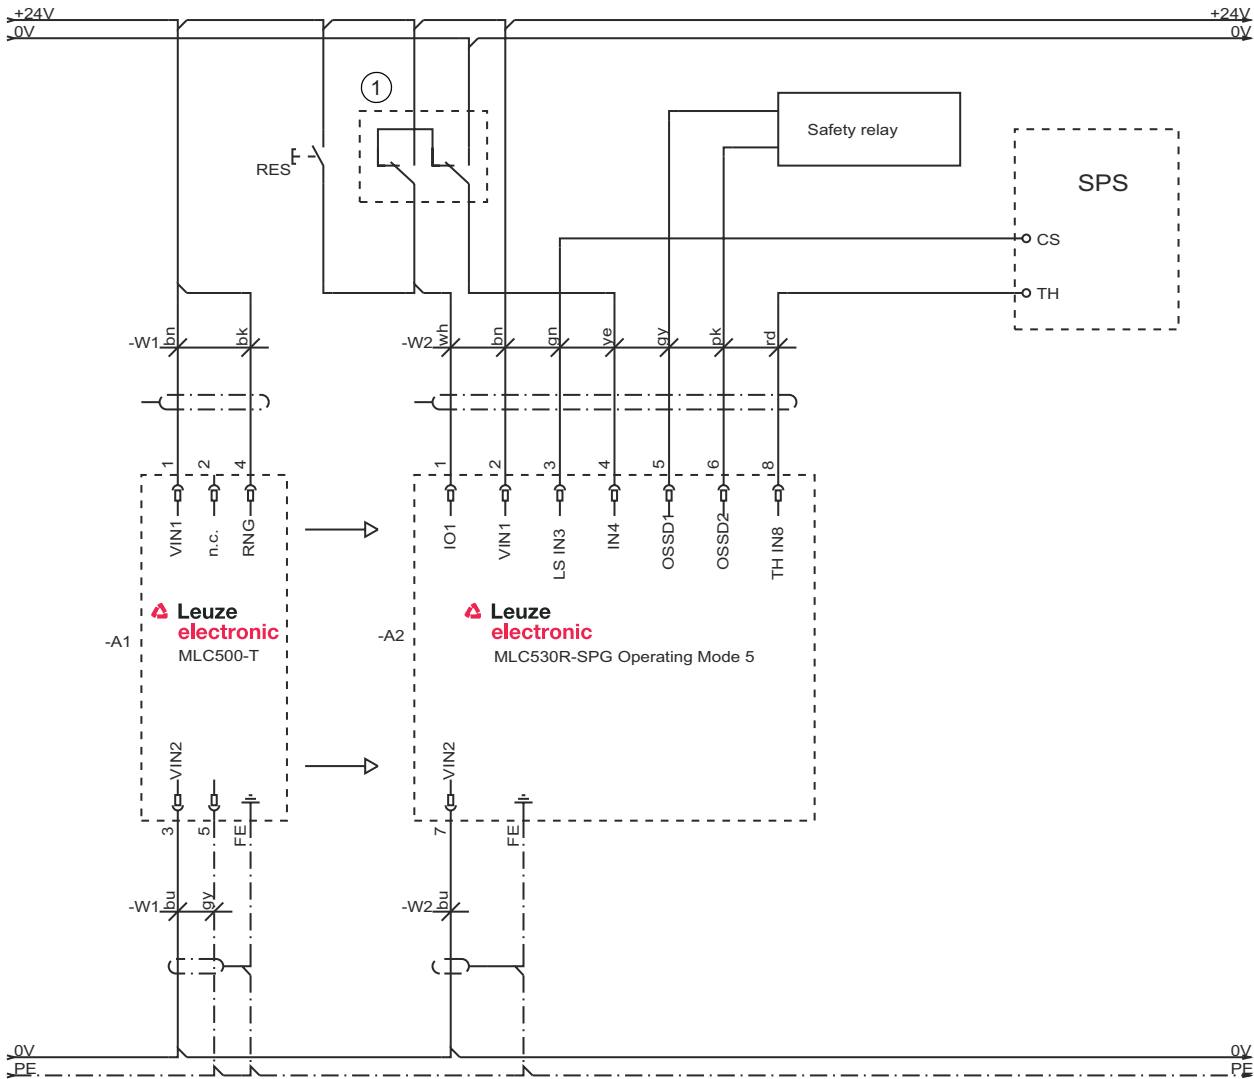 +24V
+24V
0V
0V
1
RES
Safety relay
SPS
CS
TH
-W1
bn
bk
-W2
wh
bn
gn
ye
gy
pk
rd
1
2
4
1
2
3
4
5
6
8
VIN1
n.c.
RNG
IO1
VIN1
LS IN3
IN4
OSSD1
OSSD2
TH IN8
-A1
Leuze
electronic
MLC500-T
-A2
Leuze
electronic
MLC530R-SPG Operating Mode 5
VIN2
VIN2
3
5
FE
7
FE
-W1
bu
gy
-W2
bu
0V
0V
PE
PE